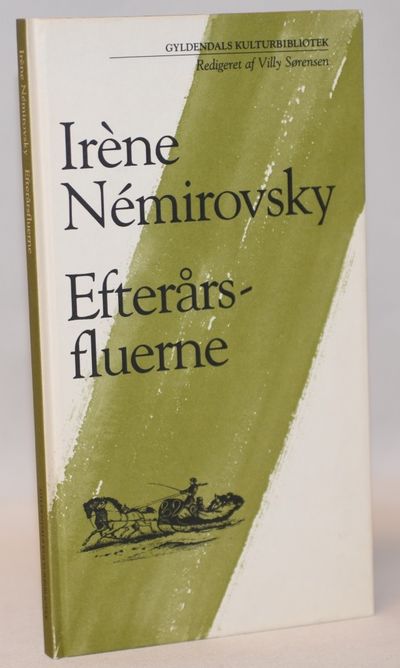 GYLDENDALS KULTURBIBLIOTEK
Redigeret af Villy Sørensen
Irène
Némirovsky
Efterårs-
fluerne
Irène Némirovsky Efterårsfluerne